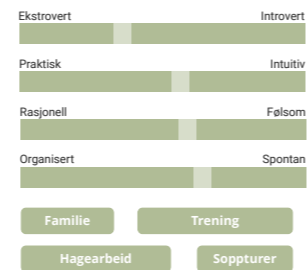 Ekstrovert Introvert
Praktisk Intuitiv
Rasjonell Følsom
Organisert Spontan
Familie Trening
Hagearbeid Soppturer